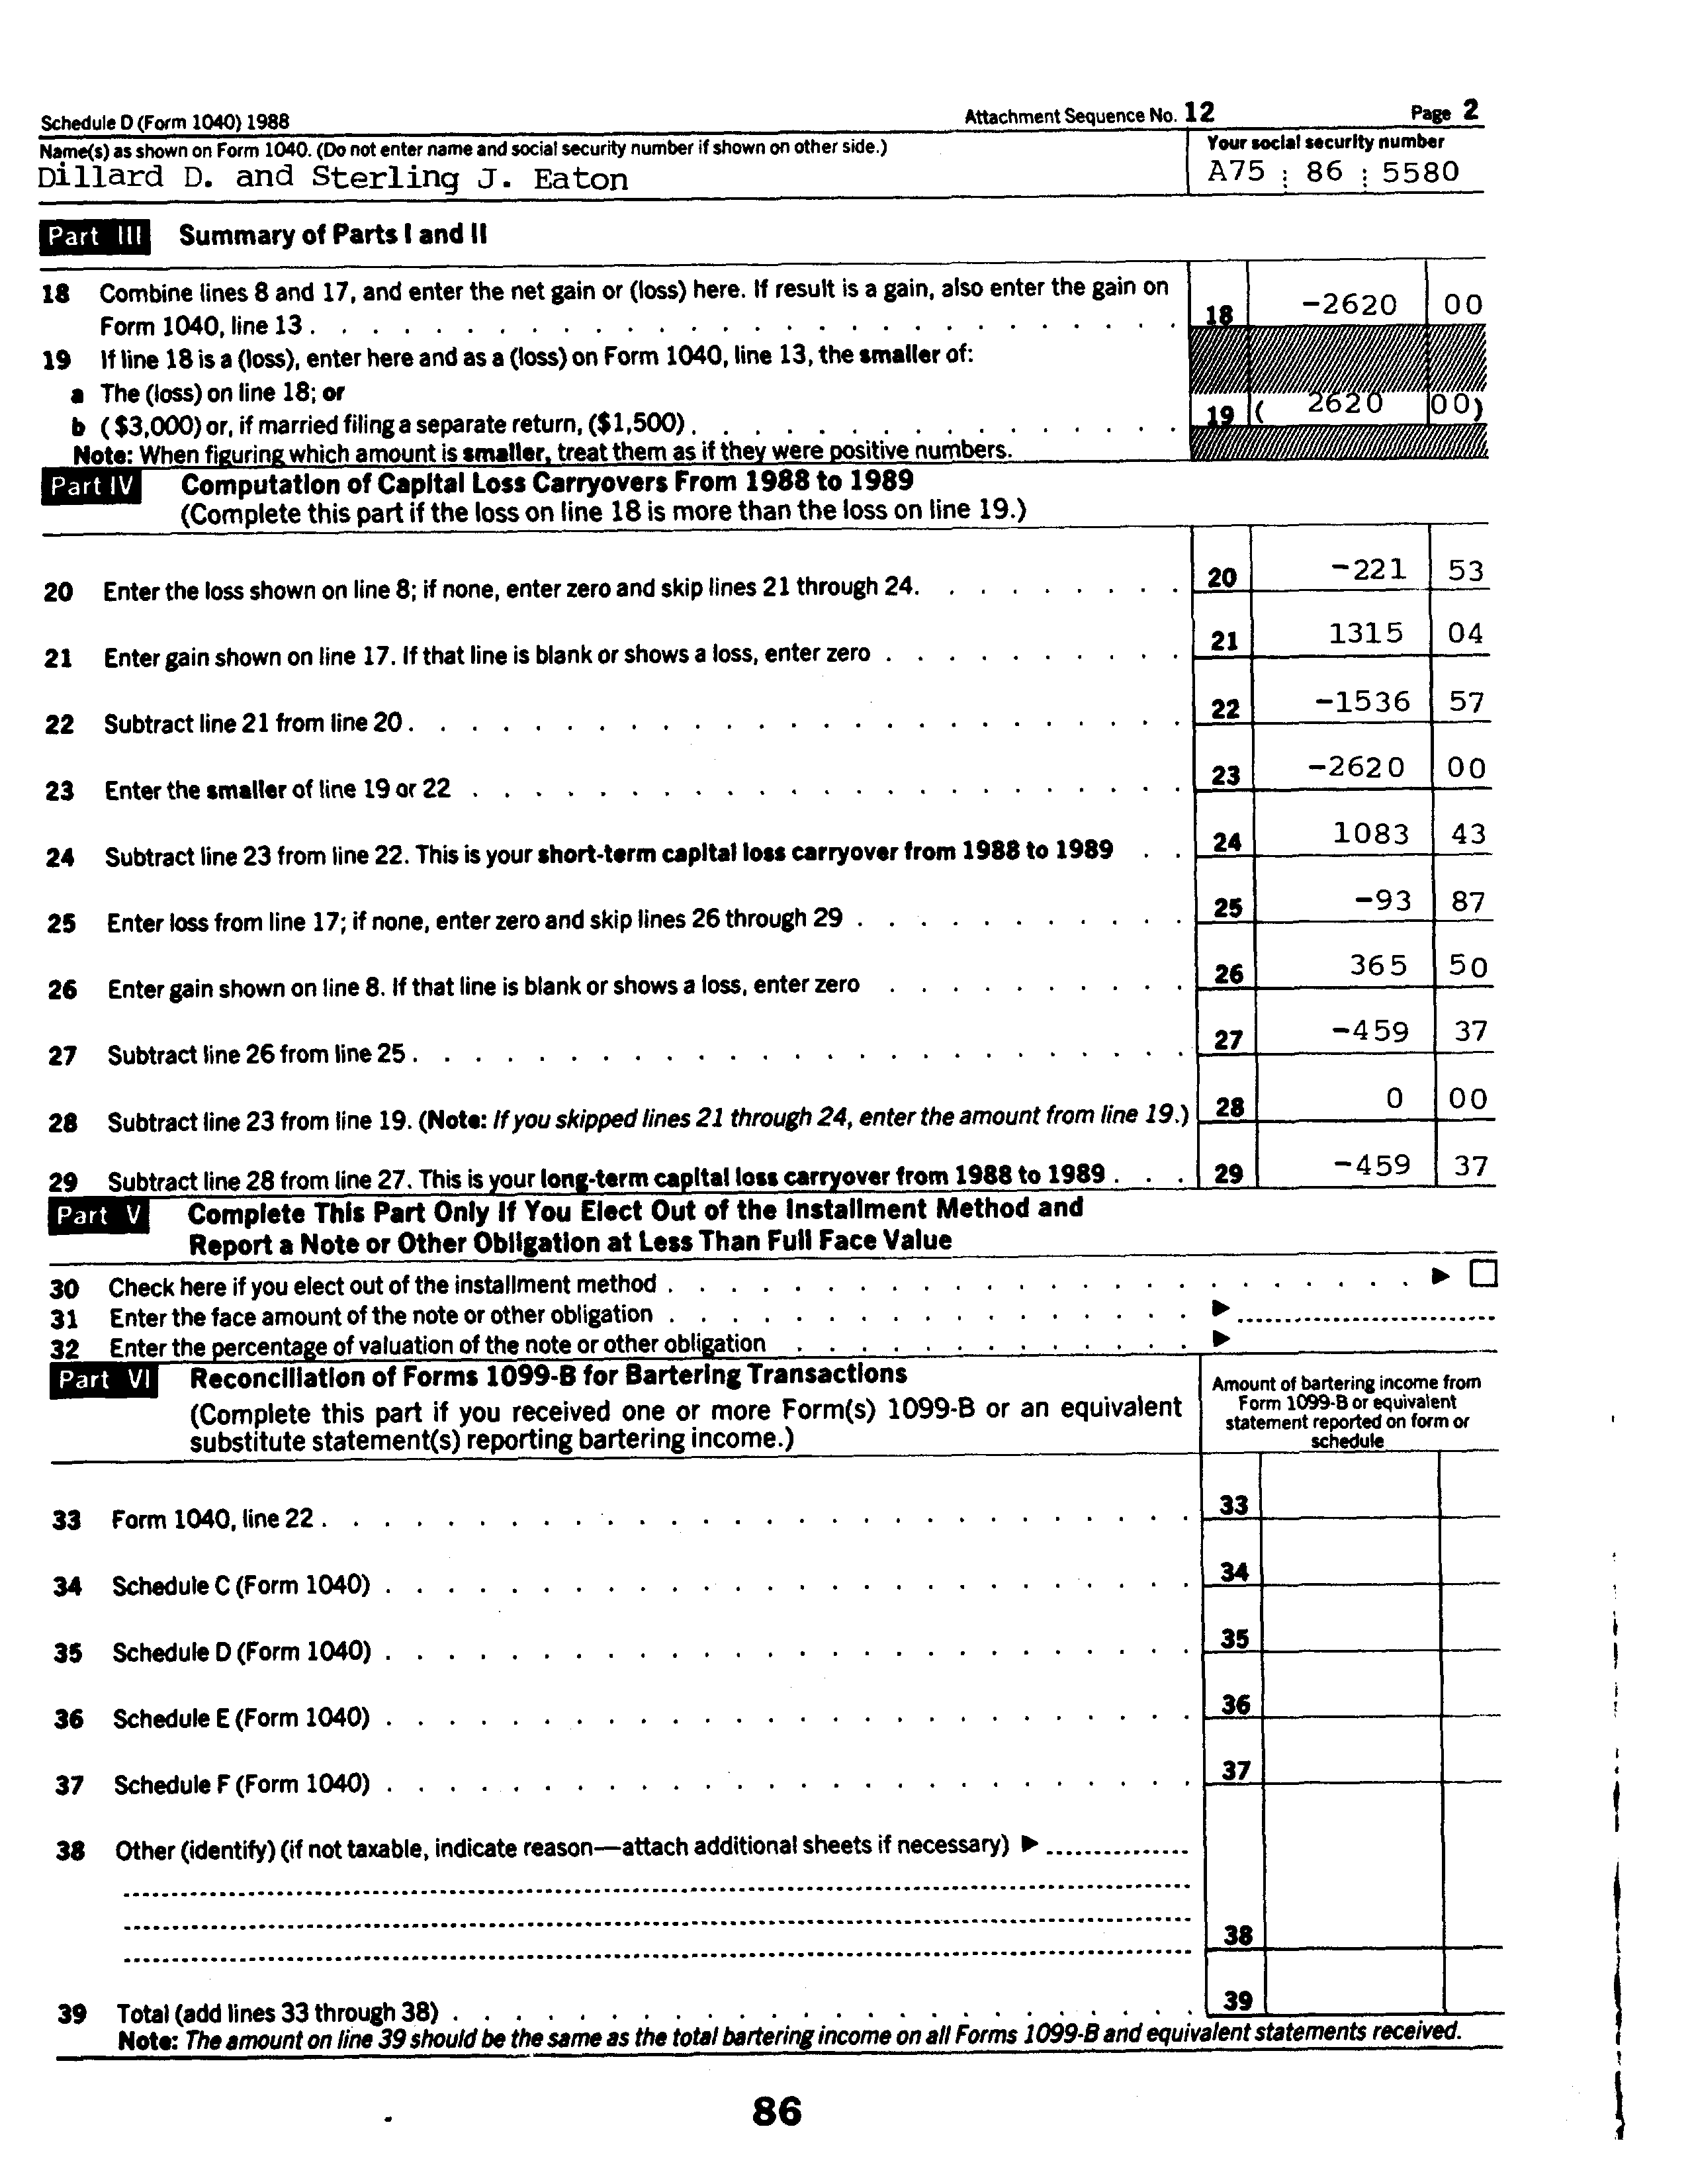 Schedule D (Form 1040) 1988 Attachment Sequence No. 12 Page 2
Name(s) as shown on Form 1040. (Do not enter name and social security number if shown on other side.) Your social security number
Dillard D. and Sterling J. Eaton A75 : 86 : 5580
Part III Summary of Parts I and II
18 Combine lines 8 and 17, and enter the net gain or (loss) here. If result is a gain, also enter the gain on
Form 1040, line 13 . 18 -2620 00
19 If line 18 is a (loss), enter here and as a (loss) on Form 1040, line 13, the smaller of:
a The (loss) on line 18; or
b ($3,000) or, if married filing a separate return, ($1,500) . 19 ( 2620 00)
Note: When figuring which amount is smaller, treat them as if they were positive numbers.
Part IV Computation of Capital Loss Carryovers From 1988 to 1989
(Complete this part if the loss on line 18 is more than the loss on line 19.)
20 Enter the loss shown on line 8; if none, enter zero and skip lines 21 through 24. 20 -221 53
21 Enter gain shown on line 17. If that line is blank or shows a loss, enter zero . 21 1315 04
22 Subtract line 21 from line 20 . 22 -1536 57
23 Enter the smaller of line 19 or 22 . 23 -2620 00
24 Subtract line 23 from line 22. This is your short-term capital loss carryover from 1988 to 1989 . 24 1083 43
25 Enter loss from line 17; if none, enter zero and skip lines 26 through 29 . 25 -93 87
26 Enter gain shown on line 8. If that line is blank or shows a loss, enter zero . 26 365 50
27 Subtract line 26 from line 25 . 27 -459 37
28 Subtract line 23 from line 19. (Note: If you skipped lines 21 through 24, enter the amount from line 19.) 28 0 00
29 Subtract line 28 from line 27. This is your long-term capital loss carryover from 1988 to 1989 . 29 -459 37
Part V Complete This Part Only If You Elect Out of the Installment Method and
Report a Note or Other Obligation at Less Than Full Face Value
30 Check here if you elect out of the installment method . ▶ ☐
31 Enter the face amount of the note or other obligation . ▶
32 Enter the percentage of valuation of the note or other obligation . ▶
Part VI Reconciliation of Forms 1099-B for Bartering Transactions
(Complete this part if you received one or more Form(s) 1099-B or an equivalent
substitute statement(s) reporting bartering income.)
Amount of bartering income from
Form 1099-B or equivalent
statement reported on form or
schedule
33 Form 1040, line 22 . 33
34 Schedule C (Form 1040) . 34
35 Schedule D (Form 1040) . 35
36 Schedule E (Form 1040) . 36
37 Schedule F (Form 1040) . 37
38 Other (identify) (if not taxable, indicate reason—attach additional sheets if necessary) ▶
38
39 Total (add lines 33 through 38) . 39
Note: The amount on line 39 should be the same as the total bartering income on all Forms 1099-B and equivalent statements received.
86